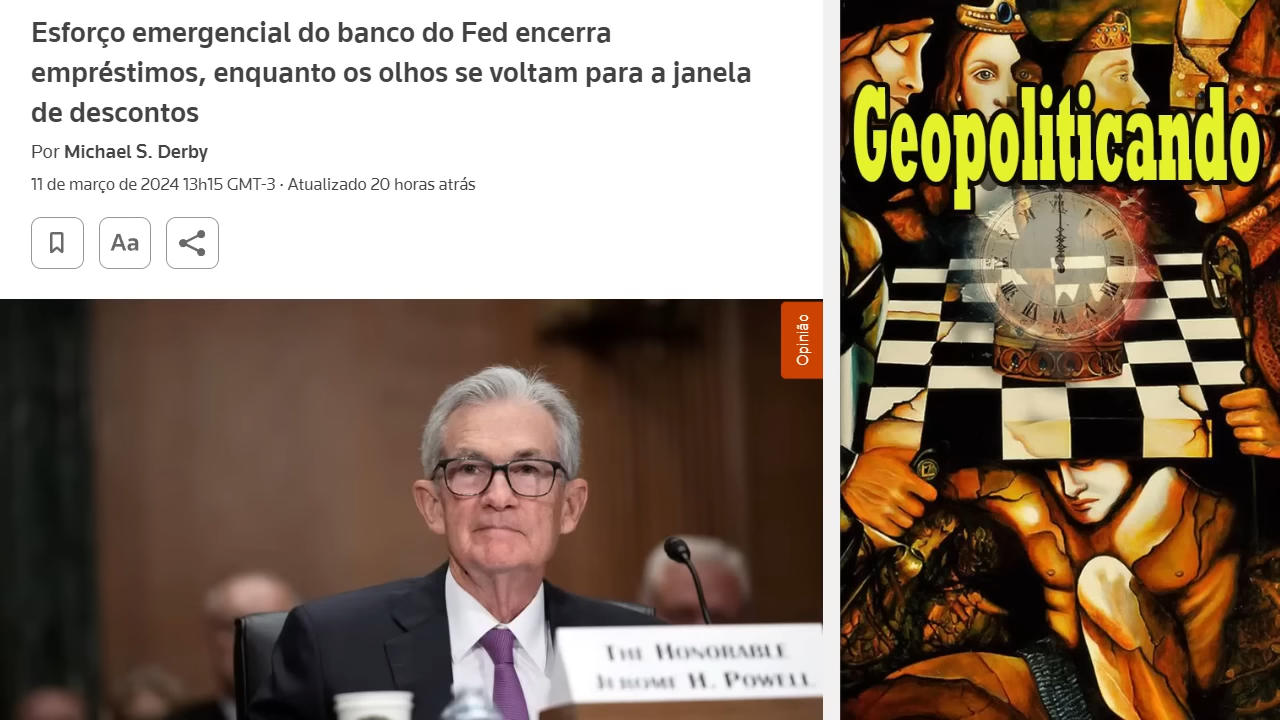 Esforço emergencial do banco do Fed encerra
empréstimos, enquanto os olhos se voltam para a janela
de descontos
Por Michael S. Derby
11 de março de 2024 13h15 GMT-3 · Atualizado 20 horas atrás
Aa
Opinião
THE HONORABLE
JEROME H. POWELL
Geopoliticando